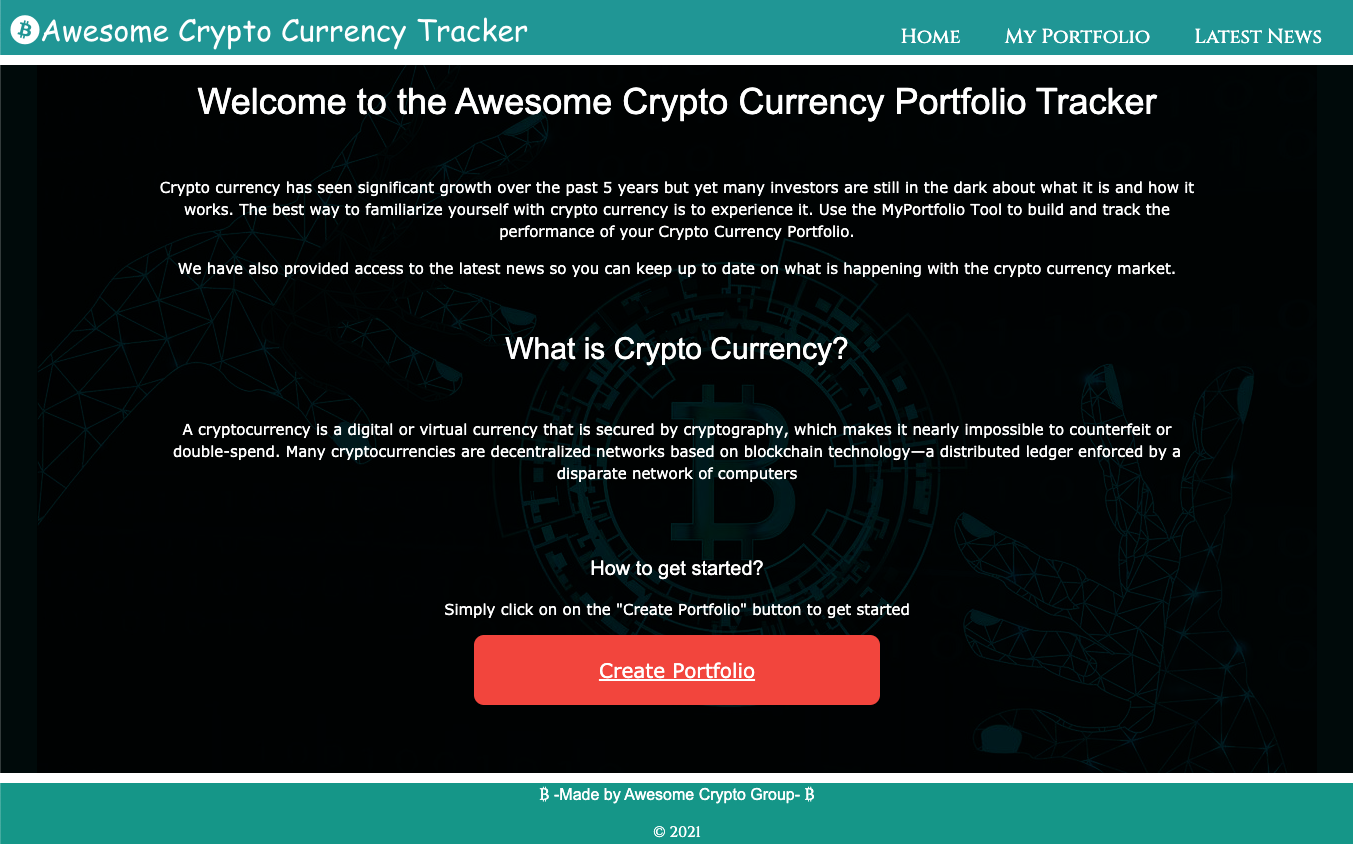 Awesome Crypto Currency Tracker
Home My Portfolio Latest News
Welcome to the Awesome Crypto Currency Portfolio Tracker
Crypto currency has seen significant growth over the past 5 years but yet many investors are still in the dark about what it is and how it
works. The best way to familiarize yourself with crypto currency is to experience it. Use the MyPortfolio Tool to build and track the
performance of your Crypto Currency Portfolio.
We have also provided access to the latest news so you can keep up to date on what is happening with the crypto currency market.
What is Crypto Currency?
A cryptocurrency is a digital or virtual currency that is secured by cryptography, which makes it nearly impossible to counterfeit or
double-spend. Many cryptocurrencies are decentralized networks based on blockchain technology—a distributed ledger enforced by a
disparate network of computers
How to get started?
Simply click on on the "Create Portfolio" button to get started
Create Portfolio
₿ -Made by Awesome Crypto Group- ₿
© 2021